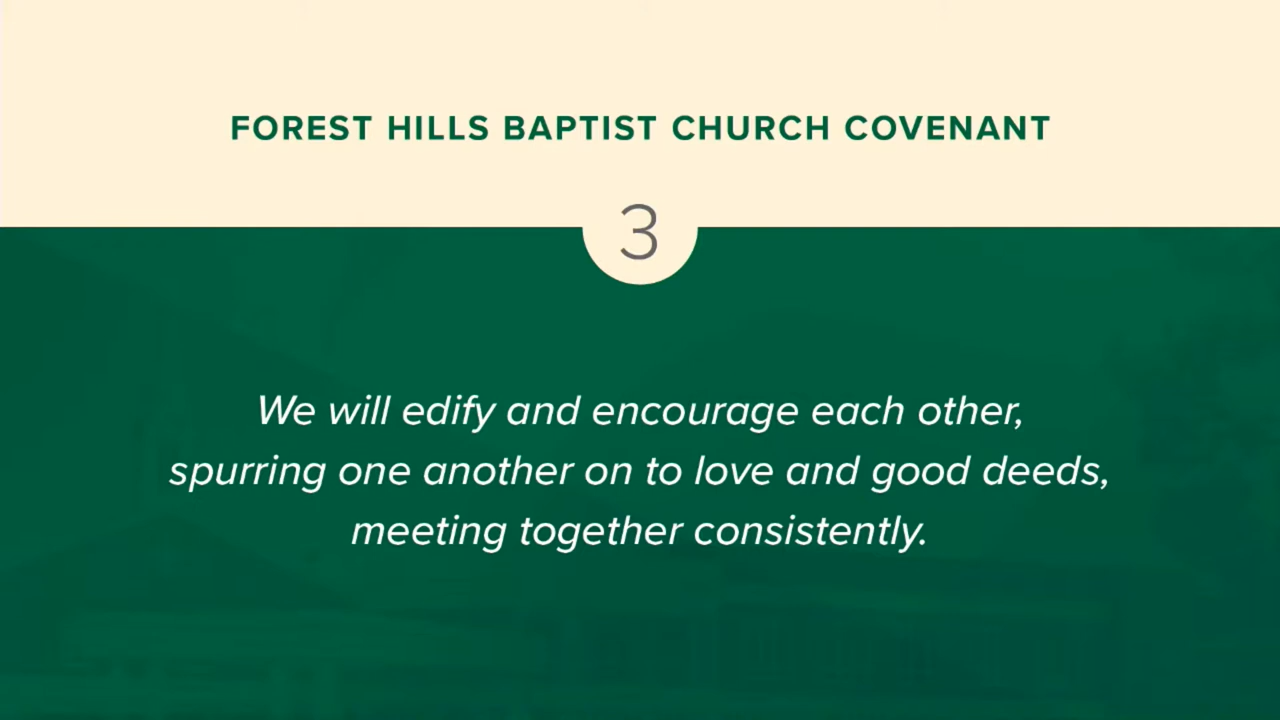 FOREST HILLS BAPTIST CHURCH COVENANT
3
We will edify and encourage each other,
spurring one another on to love and good deeds,
meeting together consistently.